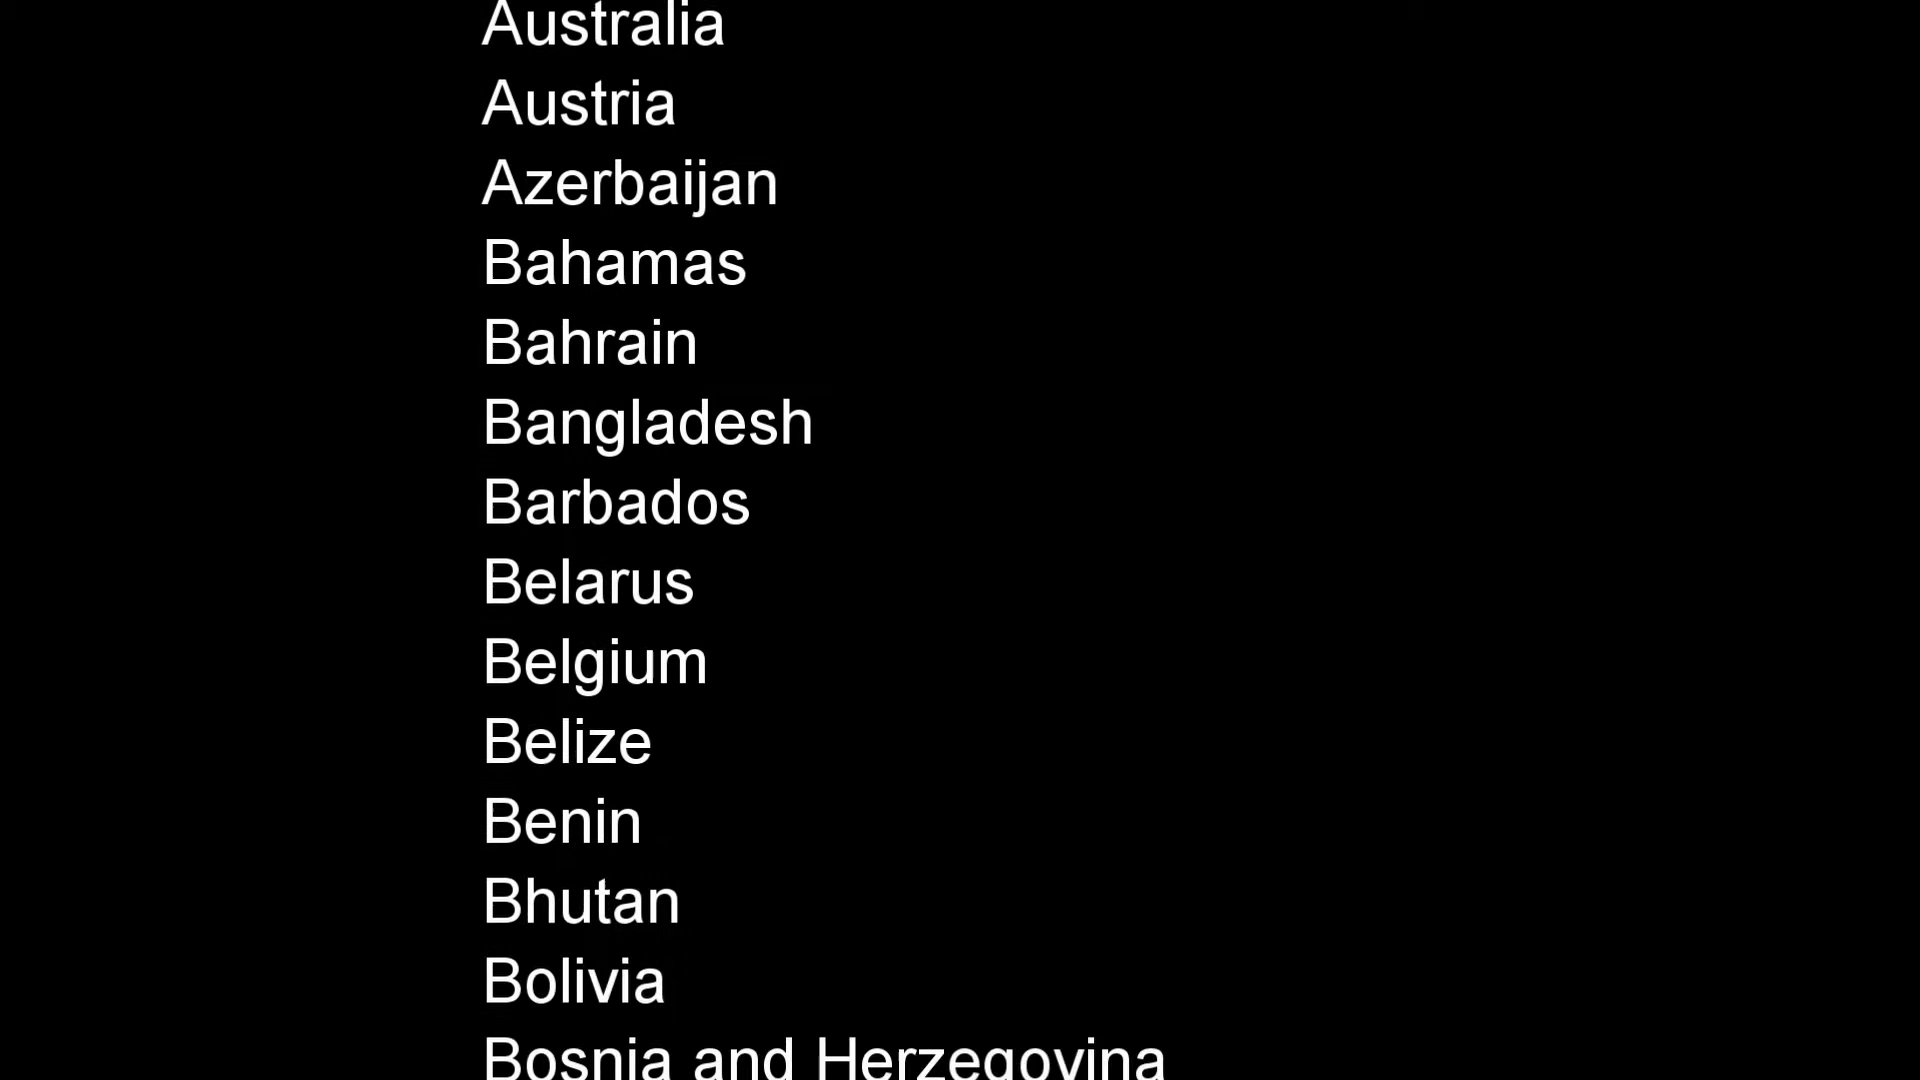 Australia
Austria
Azerbaijan
Bahamas
Bahrain
Bangladesh
Barbados
Belarus
Belgium
Belize
Benin
Bhutan
Bolivia
Bosnia and Herzegovina